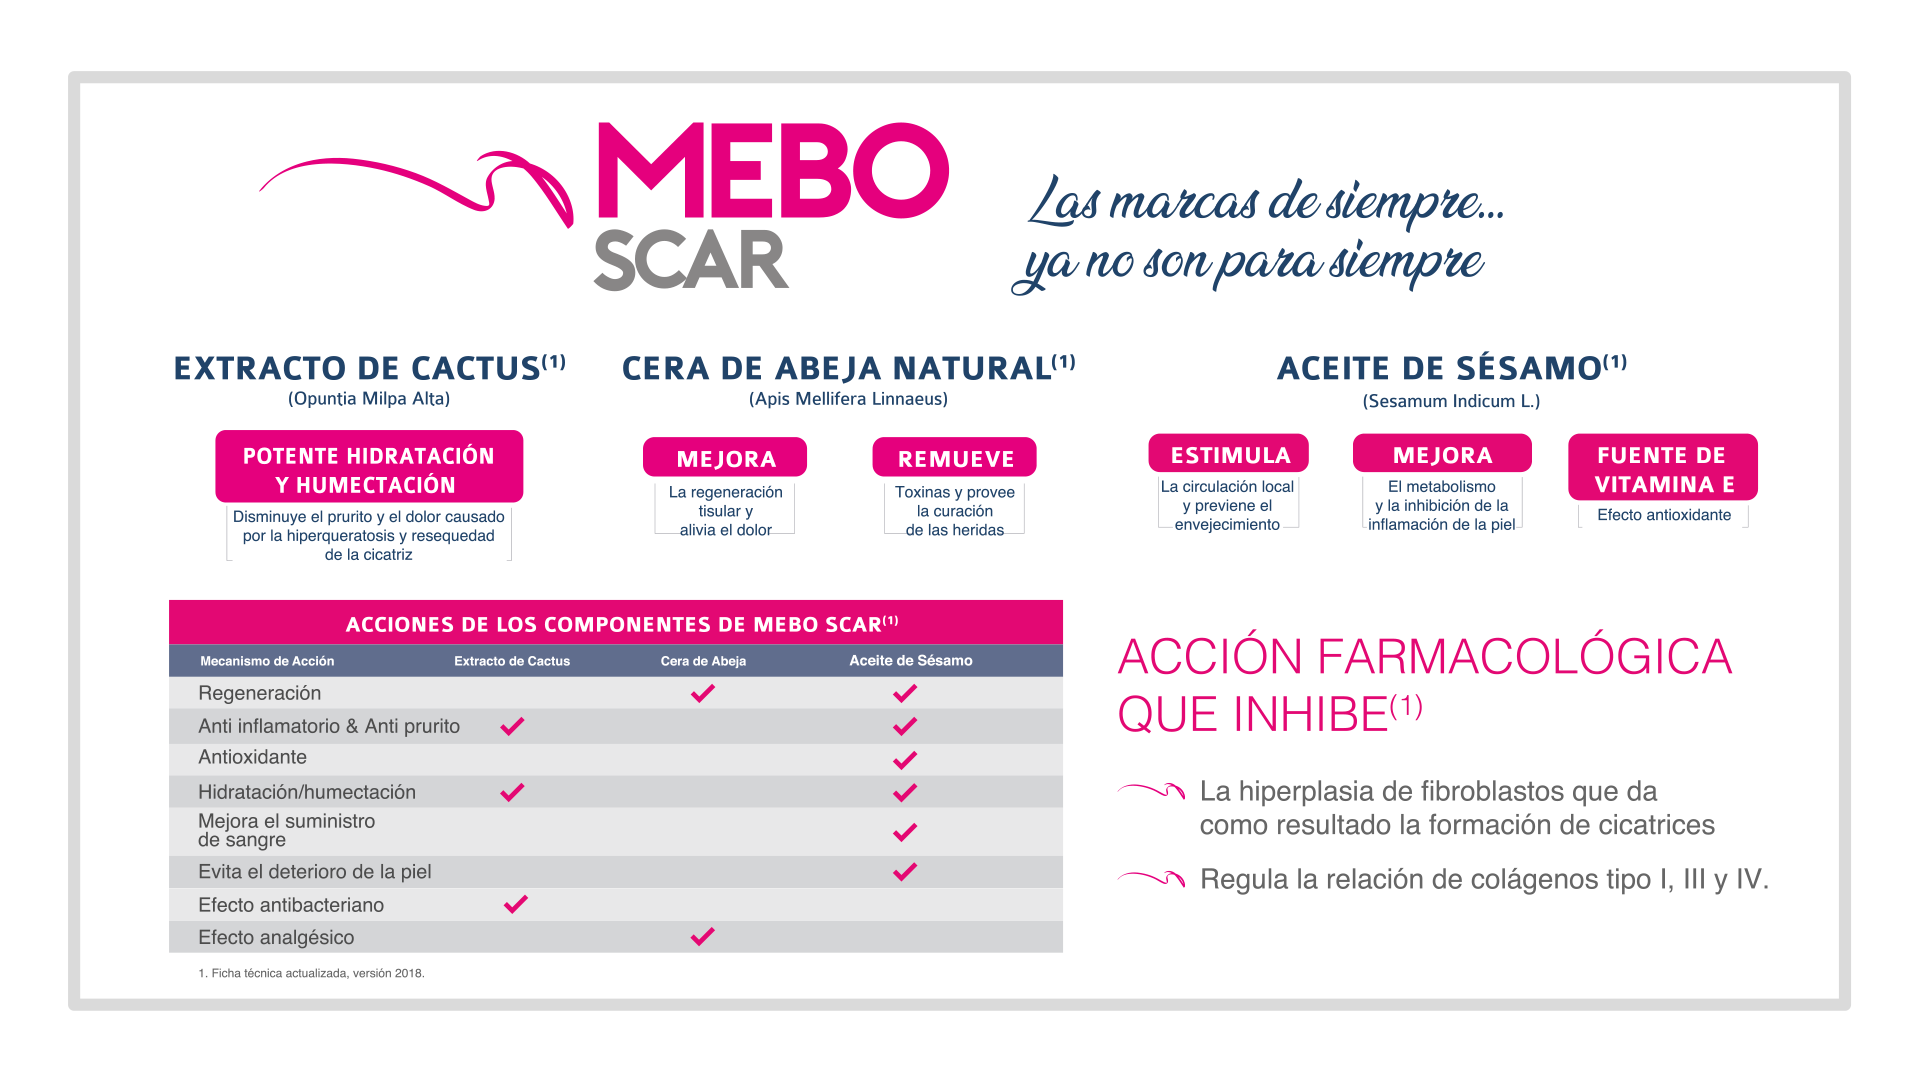 MEBO
SCAR
Las marcas de siempre...
ya no son para siempre
EXTRACTO DE CACTUS(1)
(Opuntia Milpa Alta)
POTENTE HIDRATACIÓN
Y HUMECTACIÓN
Disminuye el prurito y el dolor causado
por la hiperqueratosis y resequedad
de la cicatriz
CERA DE ABEJA NATURAL(1)
(Apis Mellifera Linnaeus)
MEJORA
La regeneración
tisular y
alivia el dolor
REMUEVE
Toxinas y provee
la curación
de las heridas
ACEITE DE SÉSAMO(1)
(Sesamum Indicum L.)
ESTIMULA
La circulación local
y previene el
envejecimiento
MEJORA
El metabolismo
y la inhibición de la
inflamación de la piel
FUENTE DE
VITAMINA E
Efecto antioxidante
ACCIONES DE LOS COMPONENTES DE MEBO SCAR(1)
Mecanismo de Acción Extracto de Cactus Cera de Abeja Aceite de Sésamo
Regeneración
Anti inflamatorio & Anti prurito
Antioxidante
Hidratación/humectación
Mejora el suministro
de sangre
Evita el deterioro de la piel
Efecto antibacteriano
Efecto analgésico
1. Ficha técnica actualizada, versión 2018.
ACCIÓN FARMACOLÓGICA
QUE INHIBE(1)
La hiperplasia de fibroblastos que da
como resultado la formación de cicatrices
Regula la relación de colágenos tipo I, III y IV.